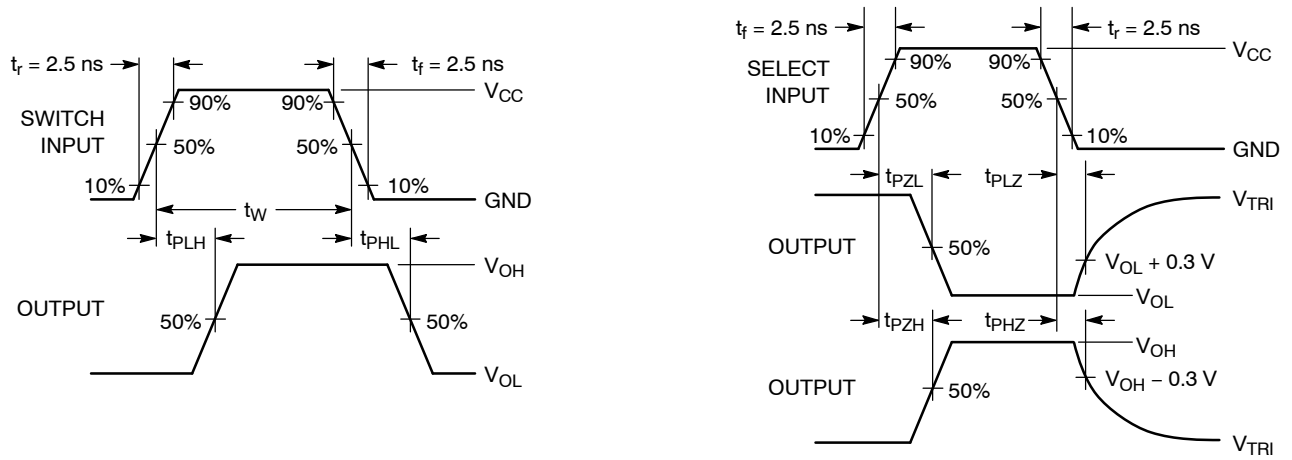 t_r = 2.5 ns
t_f = 2.5 ns
V_CC
90%
90%
SWITCH
INPUT
50%
50%
10%
10%
GND
t_W
t_PLH
t_PHL
V_OH
OUTPUT
50%
50%
V_OL
t_f = 2.5 ns
t_r = 2.5 ns
V_CC
90%
90%
SELECT
INPUT
50%
50%
10%
10%
GND
t_PZL
t_PLZ
V_TRI
OUTPUT
50%
V_OL + 0.3 V
V_OL
t_PZH
t_PHZ
V_OH
OUTPUT
50%
V_OH − 0.3 V
V_TRI